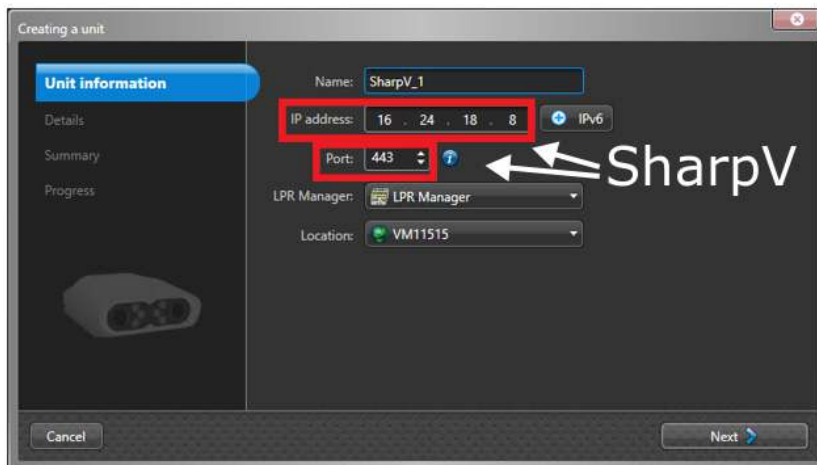 Creating a unit
Unit information
Details
Summary
Progress
Name: SharpV_1
IP address: 16 . 24 . 18 . 8 IPv6
Port: 443
SharpV
LPR Manager: LPR Manager
Location: VM11515
Cancel
Next